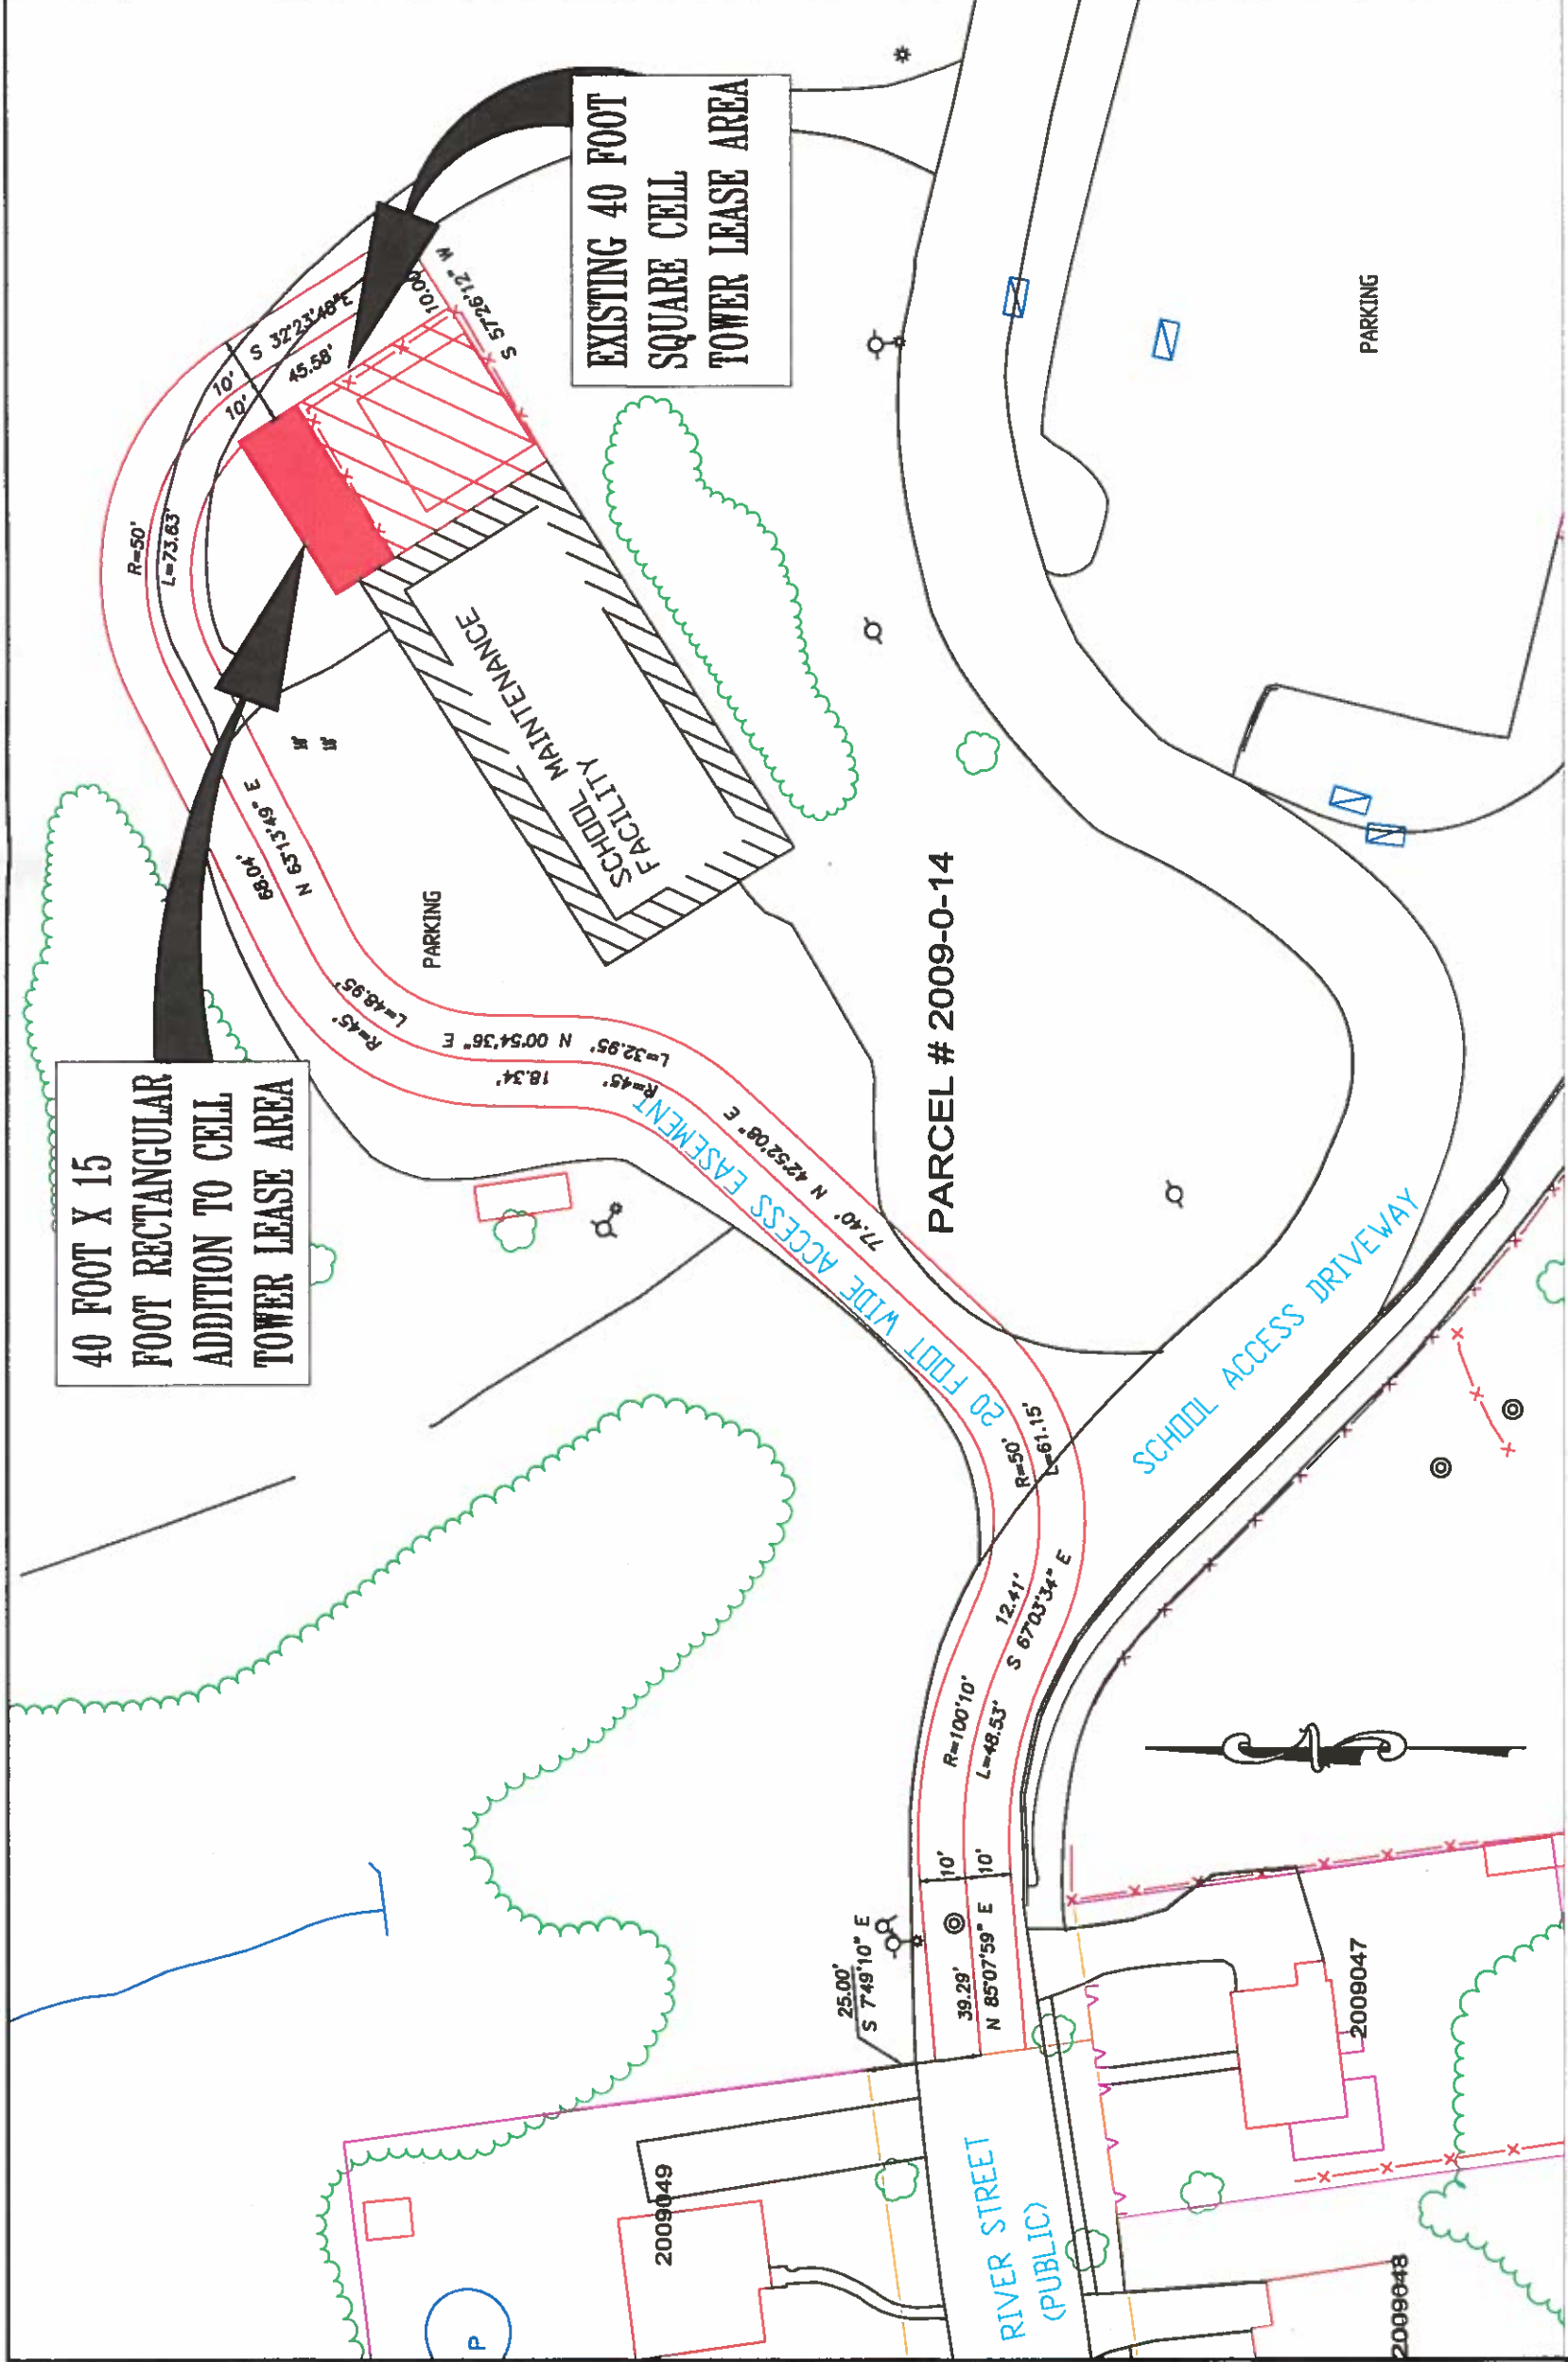 40 FOOT X 15
FOOT RECTANGULAR
ADDITION TO CELL
TOWER LEASE AREA
EXISTING 40 FOOT
SQUARE CELL
TOWER LEASE AREA
R=50'
L=73.63'
10'
10'
S 32°23'48" E
45.58'
10.00
S 57°26'12" W
68.04'
N 63°13'49" E
PARKING
SCHOOL MAINTENANCE
FACILITY
R=45'
L=48.95'
18.34'
N 00°54'36" E
R=45'
L=32.95'
77.40'
N 42°52'08" E
20 FOOT WIDE ACCESS EASEMENT
R=50'
L=61.15'
12.41'
S 67°03'34" E
R=100'
10'
L=48.53'
10'
10'
39.29'
N 85°07'59" E
25.00'
S 7°49'10" E
PARCEL # 2009-0-14
SCHOOL ACCESS DRIVEWAY
PARKING
RIVER STREET
(PUBLIC)
2009049
2009047
2009048
P
N